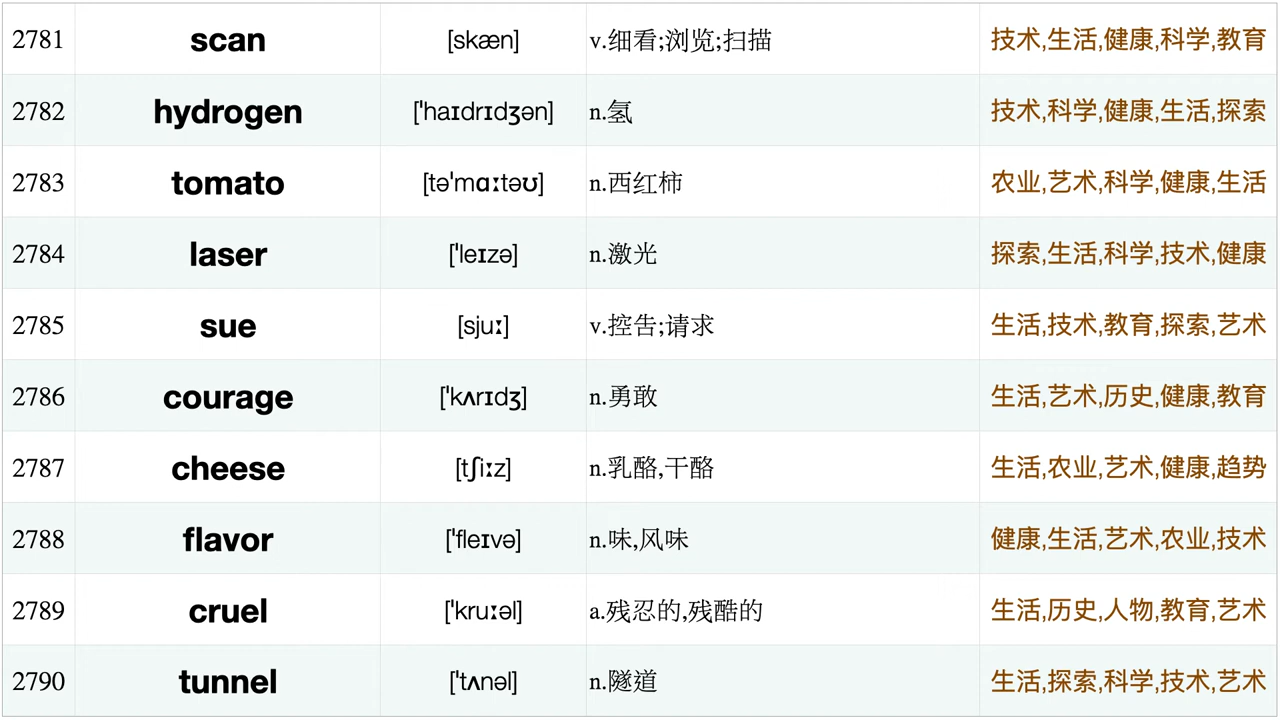 2781 scan [skæn] v.细看;浏览;扫描 技术,生活,健康,科学,教育
2782 hydrogen [ˈhaɪdrɪdʒən] n.氢 技术,科学,健康,生活,探索
2783 tomato [təˈmɑːtəʊ] n.西红柿 农业,艺术,科学,健康,生活
2784 laser [ˈleɪzə] n.激光 探索,生活,科学,技术,健康
2785 sue [sjuː] v.控告;请求 生活,技术,教育,探索,艺术
2786 courage [ˈkʌrɪdʒ] n.勇敢 生活,艺术,历史,健康,教育
2787 cheese [tʃiːz] n.乳酪,干酪 生活,农业,艺术,健康,趋势
2788 flavor [ˈfleɪvə] n.味,风味 健康,生活,艺术,农业,技术
2789 cruel [ˈkruːəl] a.残忍的,残酷的 生活,历史,人物,教育,艺术
2790 tunnel [ˈtʌnəl] n.隧道 生活,探索,科学,技术,艺术